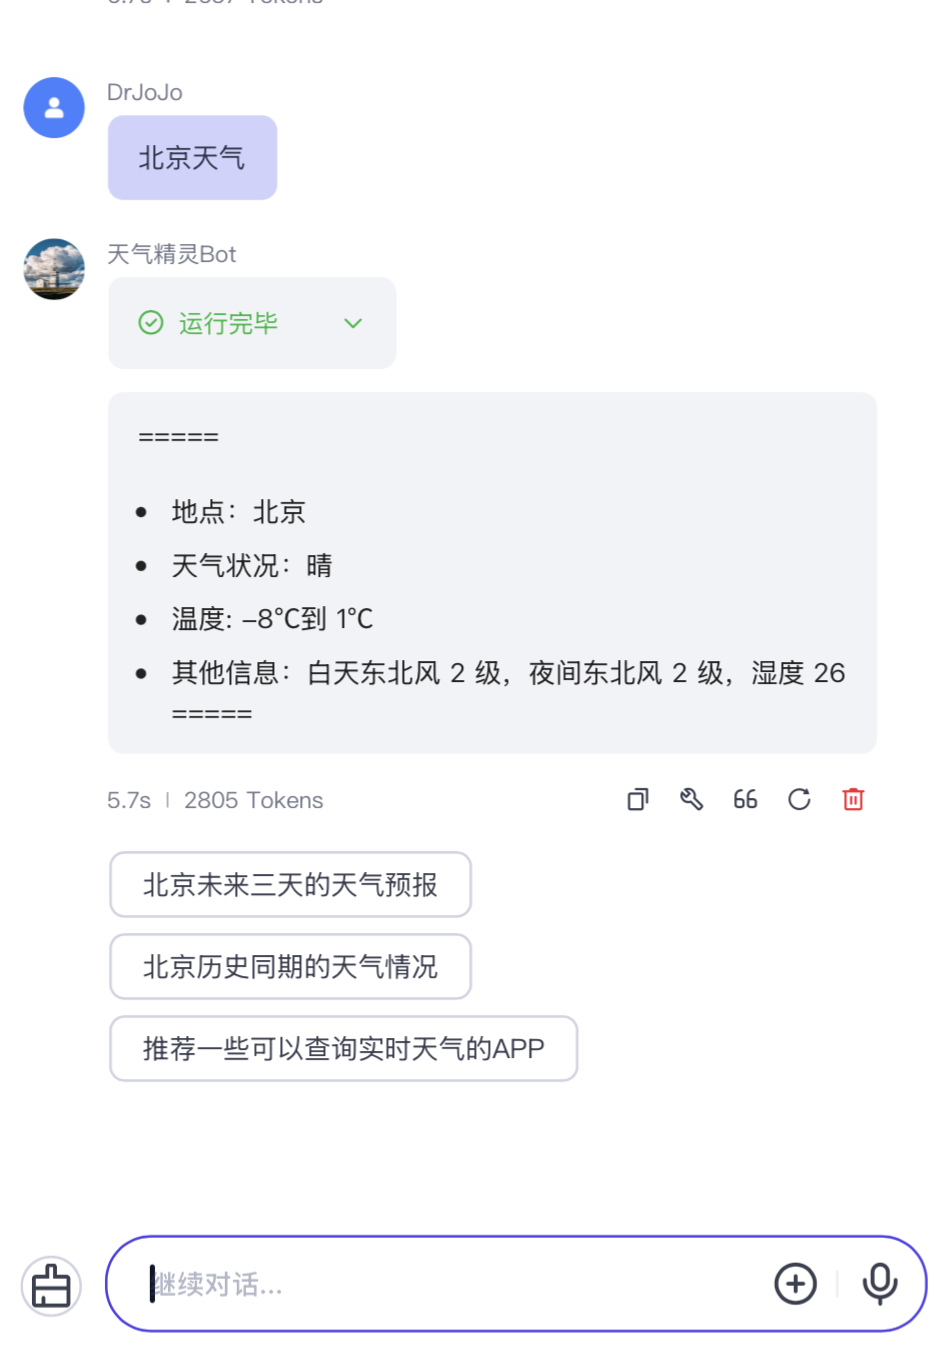 DrJoJo
北京天气
天气精灵Bot
运行完毕
=====
地点：北京
天气状况：晴
温度: –8℃到 1℃
其他信息：白天东北风 2 级，夜间东北风 2 级，湿度 26
=====
5.7s | 2805 Tokens
北京未来三天的天气预报
北京历史同期的天气情况
推荐一些可以查询实时天气的APP
继续对话...